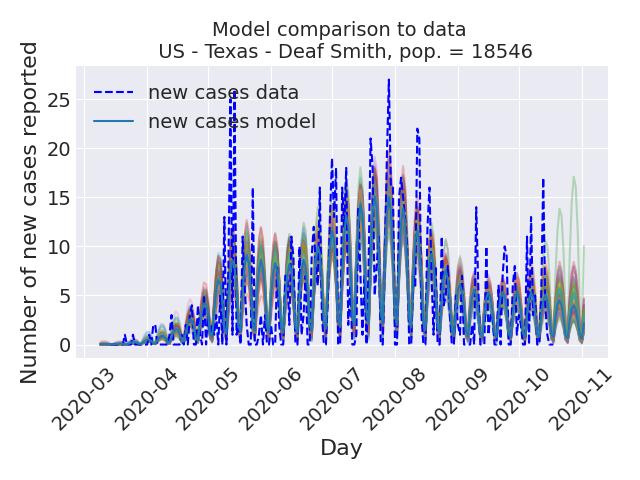 Model comparison to data
US - Texas - Deaf Smith, pop. = 18546
Number of new cases reported
25
20
15
10
5
0
new cases data
new cases model
2020-03
2020-04
2020-05
2020-06
2020-07
2020-08
2020-09
2020-10
2020-11
Day